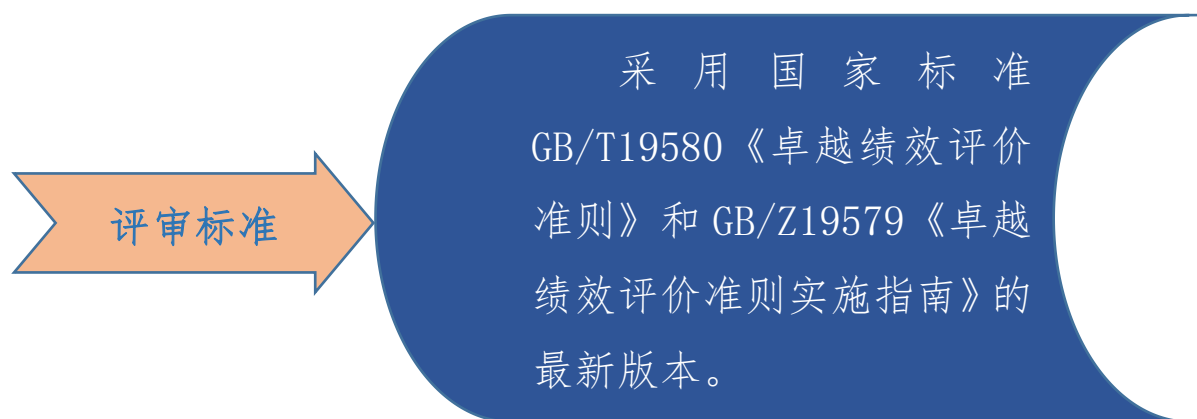 评审标准
采用国家标准
GB/T19580《卓越绩效评价
准则》和 GB/Z19579《卓越
绩效评价准则实施指南》的
最新版本。